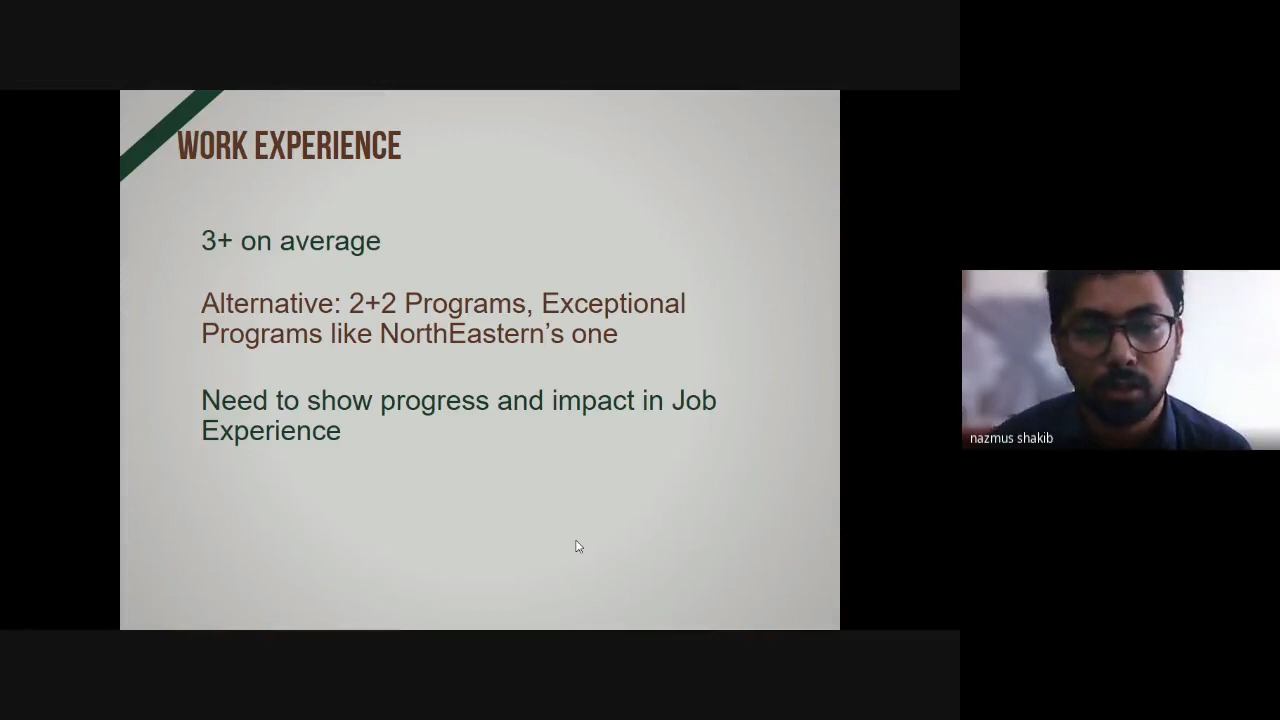 WORK EXPERIENCE
3+ on average
Alternative: 2+2 Programs, Exceptional
Programs like NorthEastern’s one
Need to show progress and impact in Job
Experience
nazmus shakib